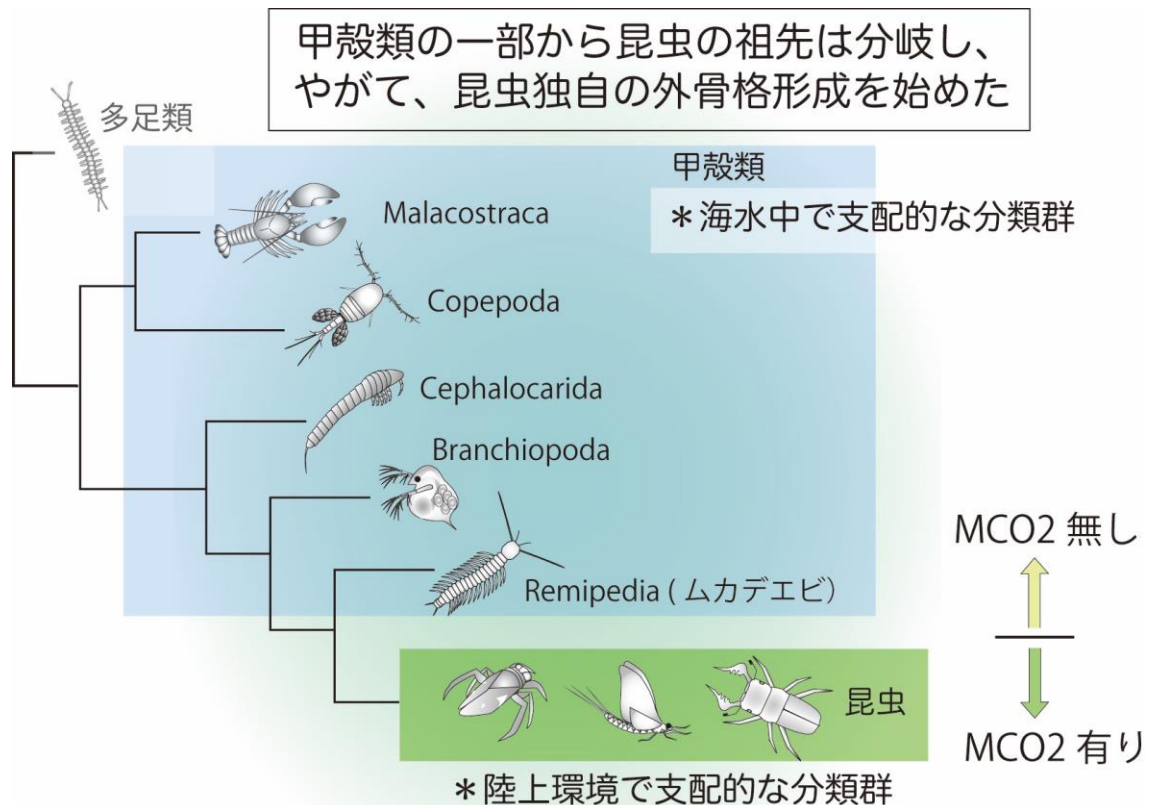 甲殻類の一部から昆虫の祖先は分岐し、
やがて、昆虫独自の外骨格形成を始めた
多足類
甲殻類
＊海水中で支配的な分類群
Malacostraca
Copepoda
Cephalocarida
Branchiopoda
Remipedia ( ムカデエビ）
MCO2 無し
昆虫
MCO2 有り
＊陸上環境で支配的な分類群